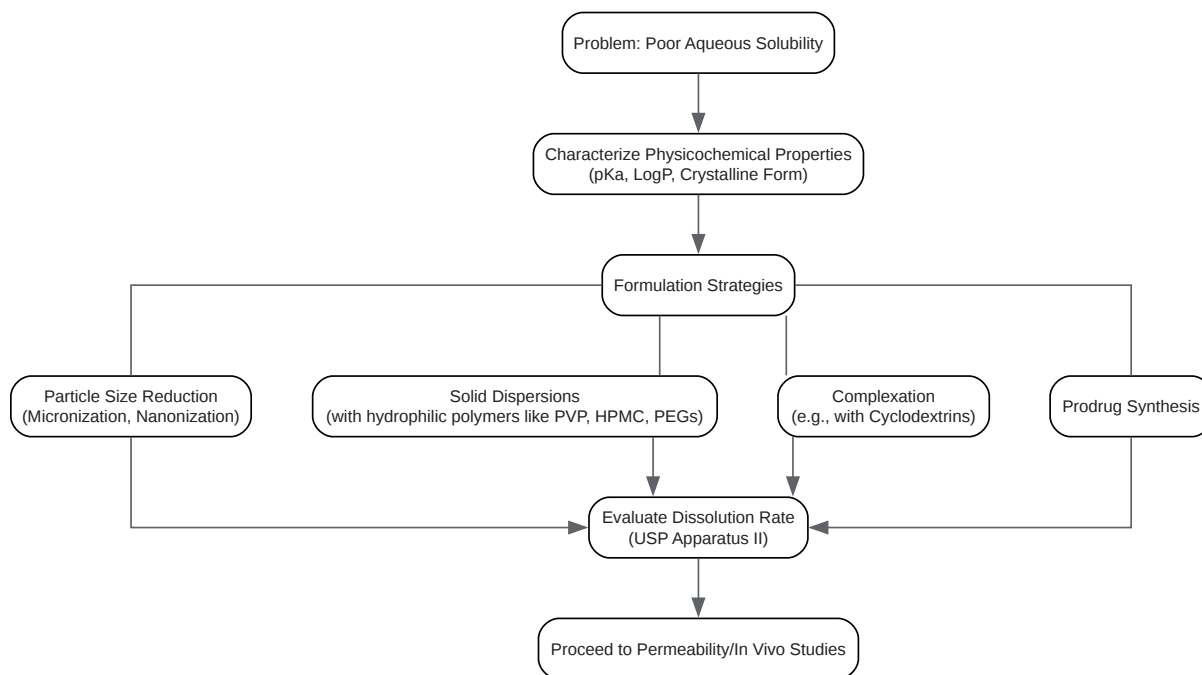 Problem: Poor Aqueous Solubility
Characterize Physicochemical Properties
(pKa, LogP, Crystalline Form)
Formulation Strategies
Particle Size Reduction
(Micronization, Nanonization)
Solid Dispersions
(with hydrophilic polymers like PVP, HPMC, PEGs)
Complexation
(e.g., with Cyclodextrins)
Prodrug Synthesis
Evaluate Dissolution Rate
(USP Apparatus II)
Proceed to Permeability/In Vivo Studies